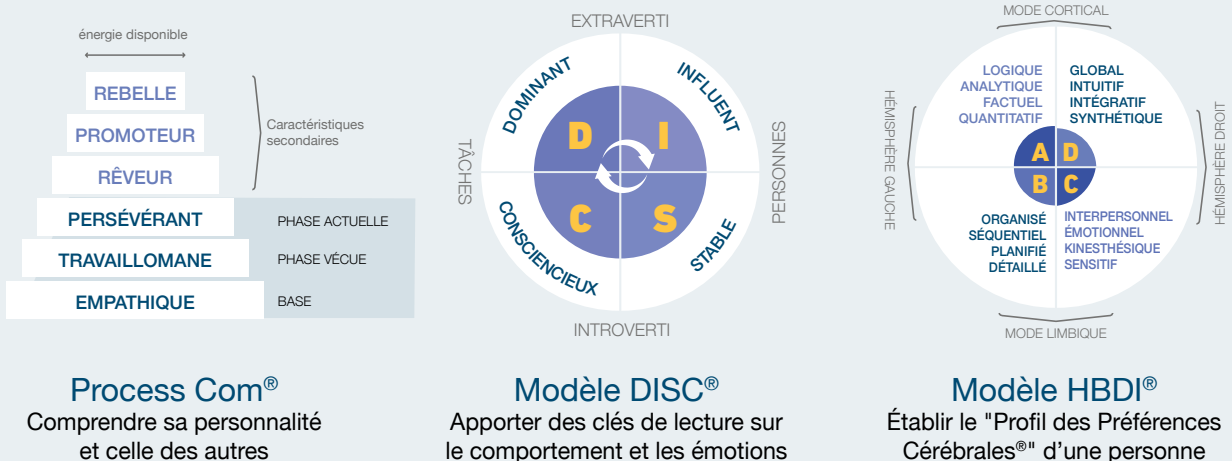 énergie disponible
REBELLE
PROMOTEUR
RÊVEUR
Caractéristiques
secondaires
PERSÉVÉRANT
PHASE ACTUELLE
TRAVAILLOMANE
PHASE VÉCUE
EMPATHIQUE
BASE
Process Com®
Comprendre sa personnalité
et celle des autres
EXTRAVERTI
DOMINANT
INFLUENT
D
I
TÂCHES
PERSONNES
C
S
CONSCIENCIEUX
STABLE
INTROVERTI
Modèle DISC®
Apporter des clés de lecture sur
le comportement et les émotions
MODE CORTICAL
LOGIQUE
ANALYTIQUE
FACTUEL
QUANTITATIF
GLOBAL
INTUITIF
INTÉGRATIF
SYNTHÉTIQUE
HÉMISPHÈRE GAUCHE
HÉMISPHÈRE DROIT
A
D
B
C
ORGANISÉ
SÉQUENTIEL
PLANIFIÉ
DÉTAILLÉ
INTERPERSONNEL
ÉMOTIONNEL
KINESTHÉSIQUE
SENSITIF
MODE LIMBIQUE
Modèle HBDI®
Établir le "Profil des Préférences
Cérébrales®" d’une personne